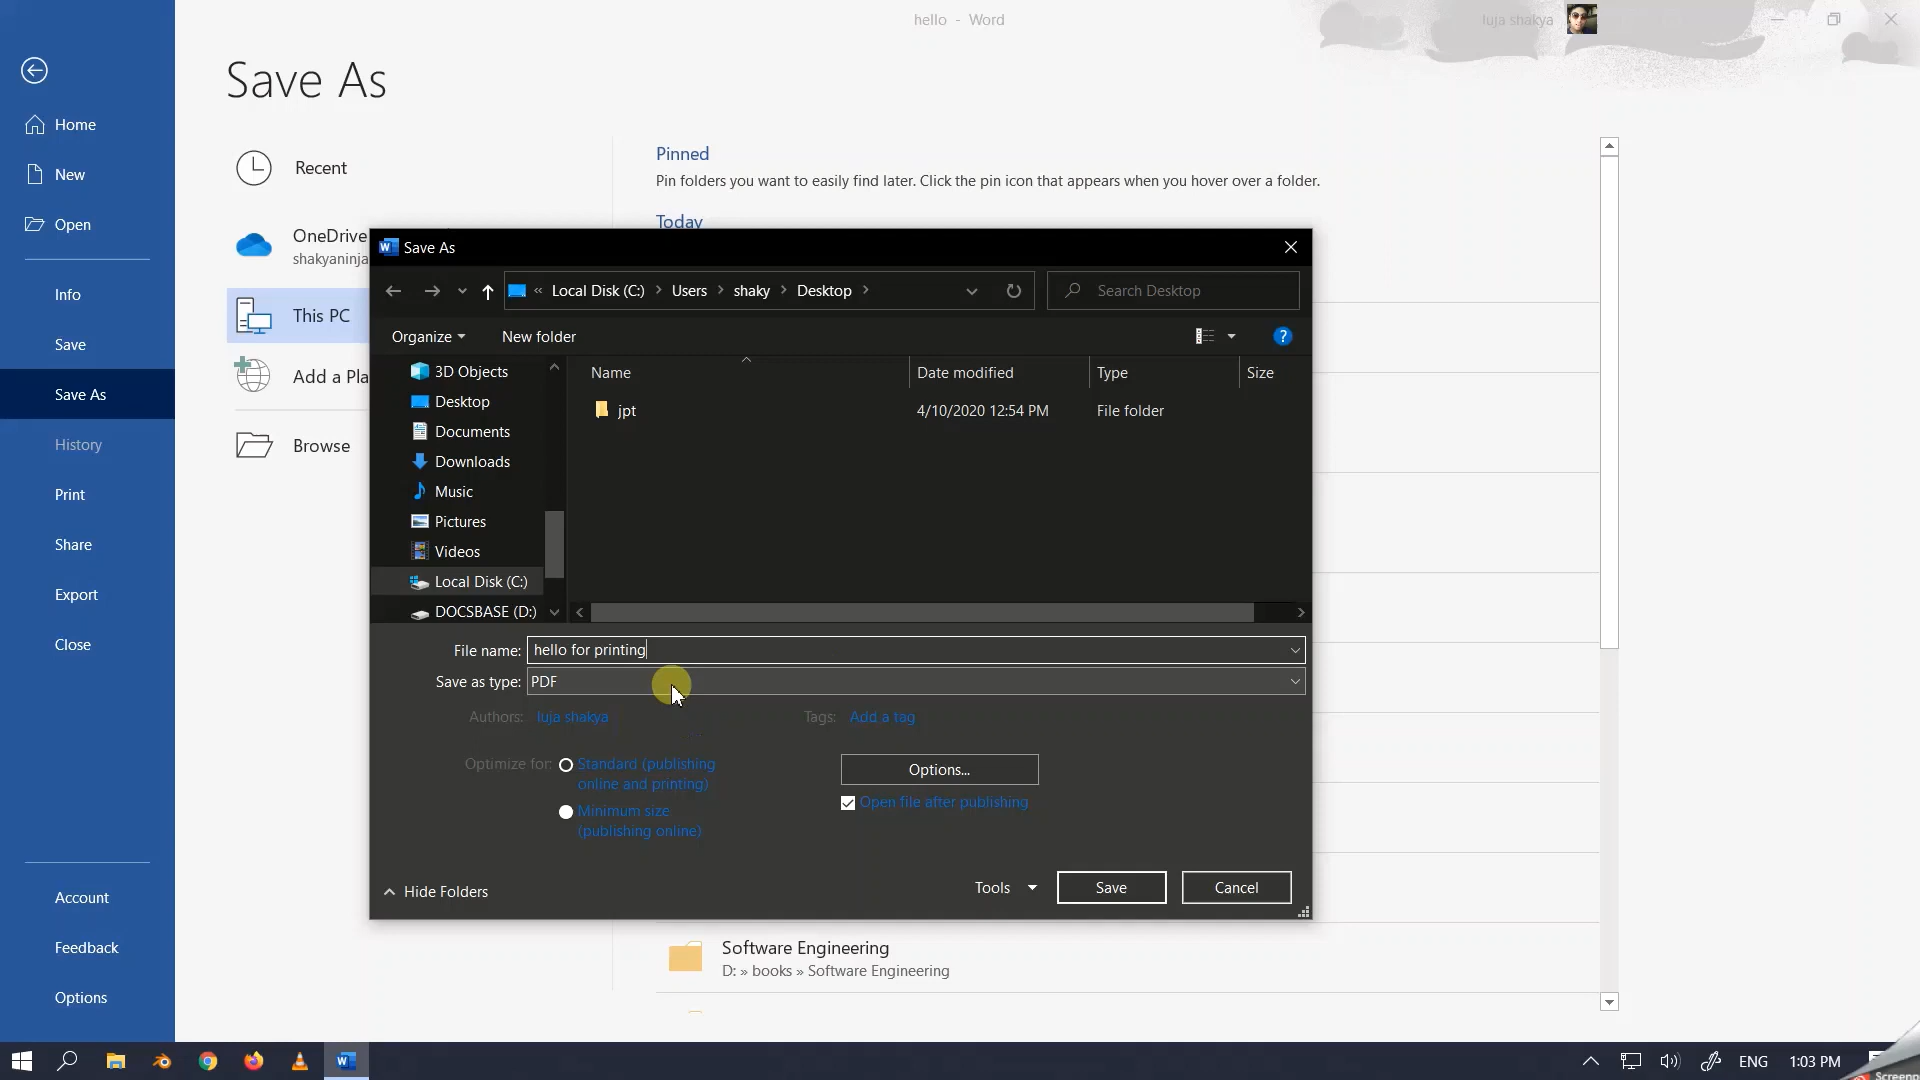 hello - Word
luja shakya
Save As
Home
New
Open
Info
Save
Save As
History
Print
Share
Export
Close
Account
Feedback
Options
Recent
OneDrive
shakyaninja
This PC
Add a Pla
Browse
Pinned
Pin folders you want to easily find later. Click the pin icon that appears when you hover over a folder.
Today
Save As
« Local Disk (C:) > Users > shaky > Desktop >
Search Desktop
Organize
New folder
3D Objects
Desktop
Documents
Downloads
Music
Pictures
Videos
Local Disk (C:)
DOCSBASE (D:)
Name Date modified Type Size
jpt 4/10/2020 12:54 PM File folder
File name: hello for printing
Save as type: PDF
Authors: luja shakya
Tags: Add a tag
Optimize for: Standard (publishing
online and printing)
Minimum size
(publishing online)
Options...
Open file after publishing
Hide Folders
Tools
Save
Cancel
Software Engineering
D: » books » Software Engineering
ENG
1:03 PM